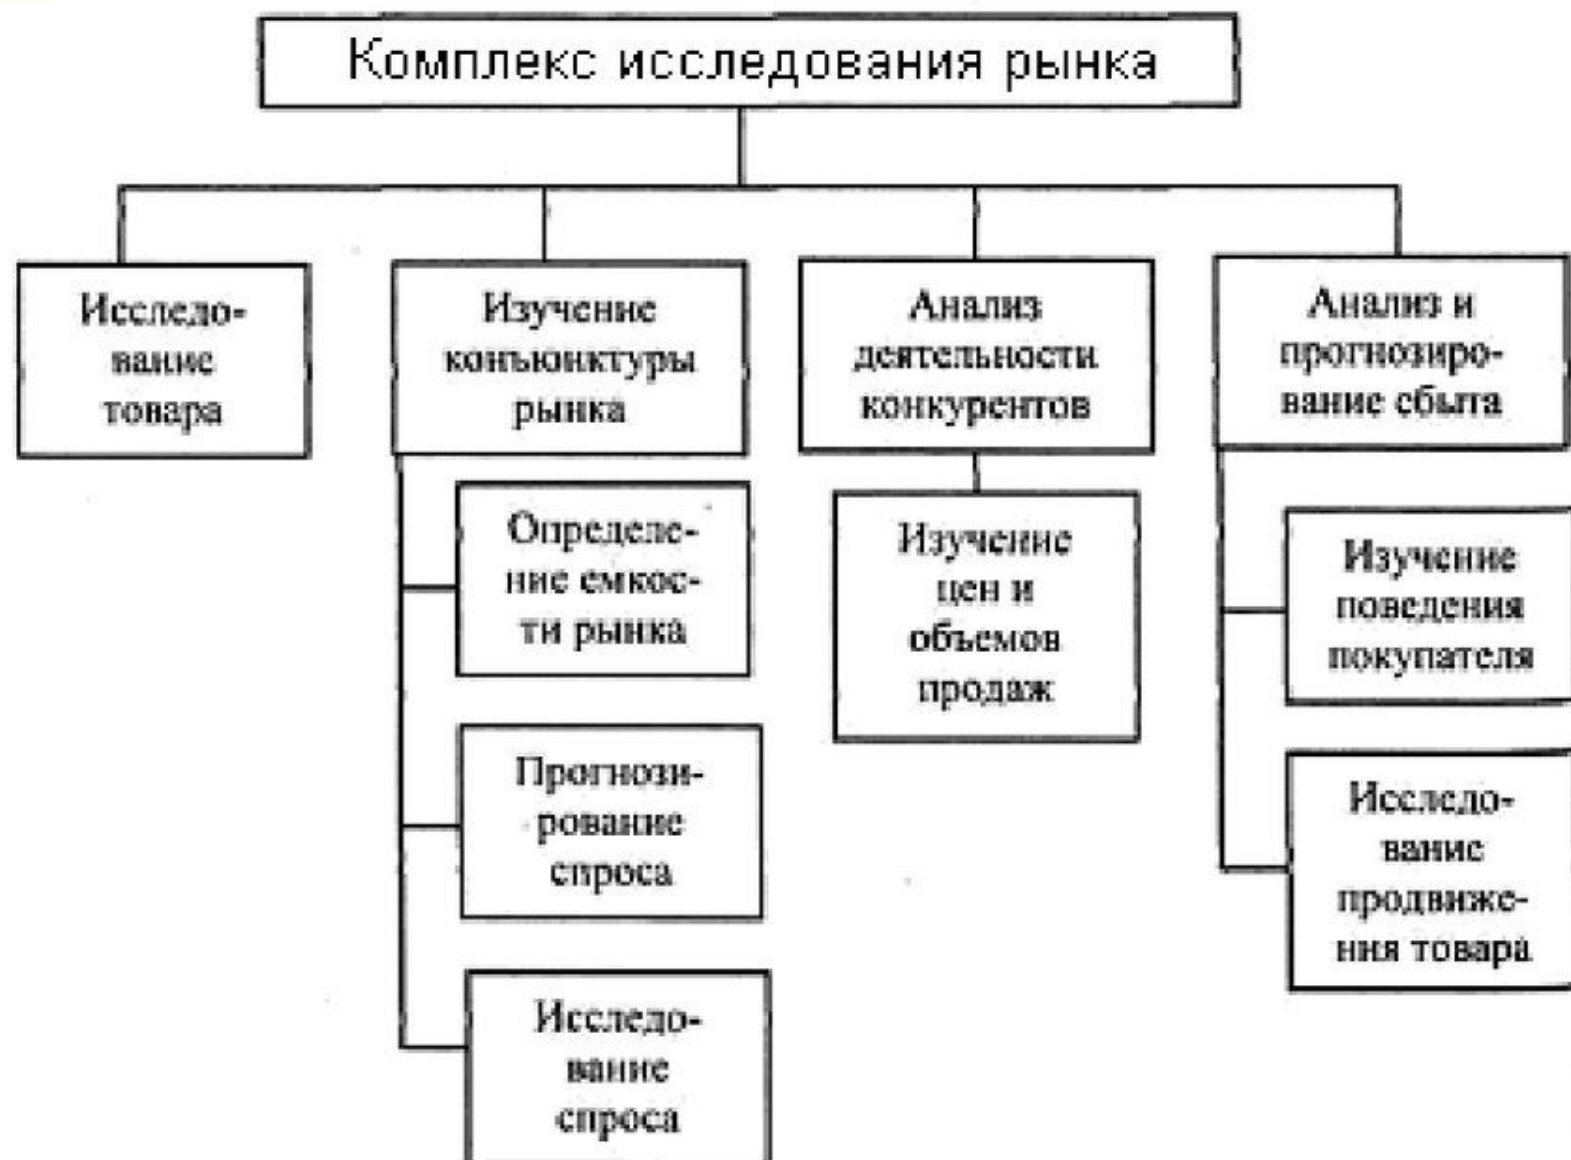 Комплекс исследования рынка
Исследо-
вание
товара
Изучение
конъюнктуры
рынка
Определе-
ние емкос-
ти рынка
Прогнози-
рование
спроса
Исследо-
вание
спроса
Анализ
деятельности
конкурентов
Изучение
цен и
объемов
продаж
Анализ и
прогнозиро-
вание сбыта
Изучение
поведения
покупателя
Исследо-
вание
продвиже-
ния товара